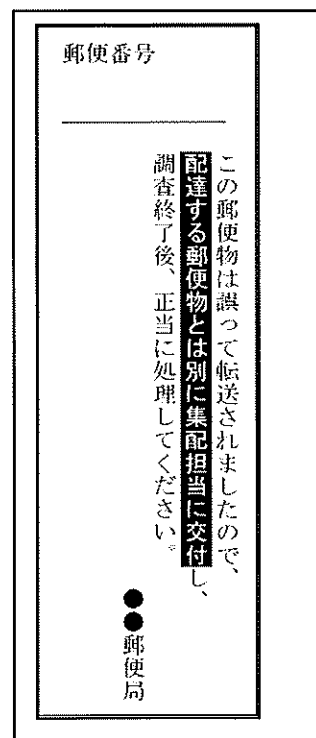 郵便番号
この郵便物は誤って転送されましたので、
配達する郵便物とは別に集配担当に交付し、
調査終了後、正当に処理してください。
●●郵便局